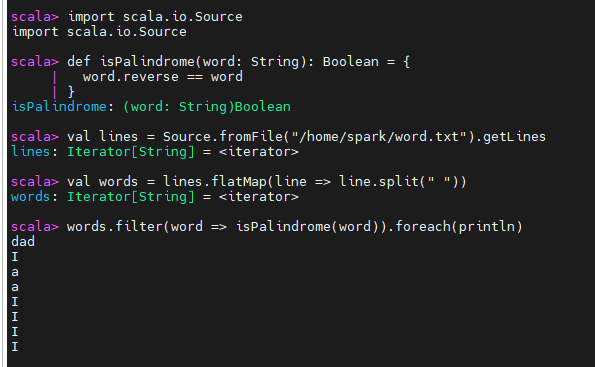 scala> import scala.io.Source
import scala.io.Source
scala> def isPalindrome(word: String): Boolean = {
     |   word.reverse == word
     | }
isPalindrome: (word: String)Boolean
scala> val lines = Source.fromFile("/home/spark/word.txt").getLines
lines: Iterator[String] = <iterator>
scala> val words = lines.flatMap(line => line.split(" "))
words: Iterator[String] = <iterator>
scala> words.filter(word => isPalindrome(word)).foreach(println)
dad
I
a
a
I
I
I
I